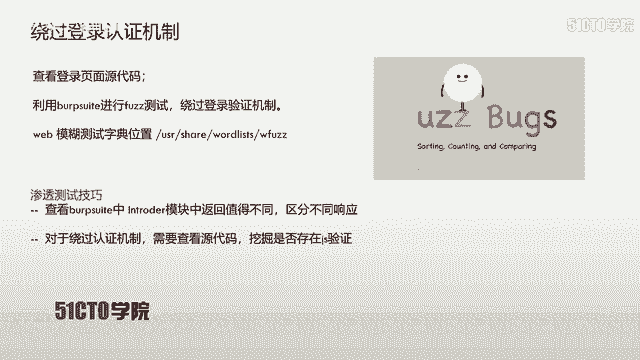 绕过登录认证机制
51CTO学院
查看登录页面源代码；
利用burpsuite进行fuzz测试，绕过登录验证机制。
web 模糊测试字典位置 /usr/share/wordlists/wfuzz
uzz Bugs
Sorting, Counting, and Comparing
渗透测试技巧
-- 查看burpsuite中 Introder模块中返回值得不同，区分不同响应
-- 对于绕过认证机制，需要查看源代码，挖掘是否存在js验证
51CTO学院